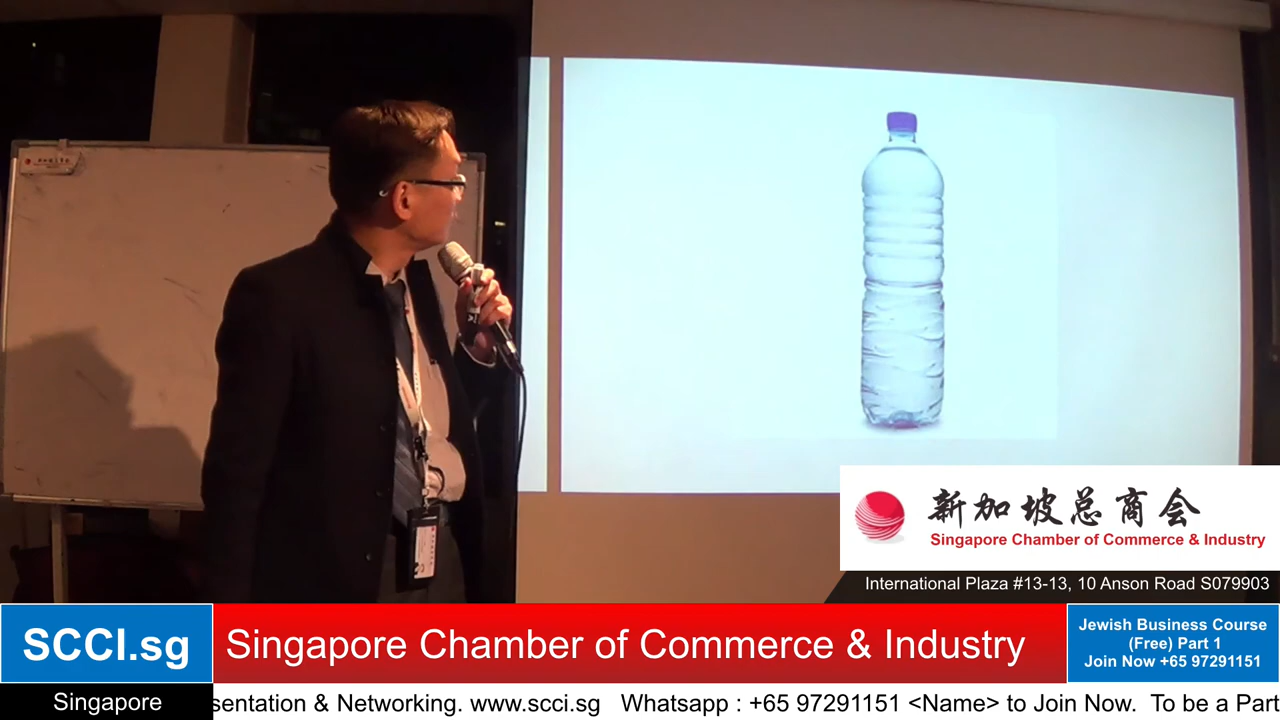 新加坡总商会
Singapore Chamber of Commerce & Industry
International Plaza #13-13, 10 Anson Road S079903
SCCI.sg
Singapore Chamber of Commerce & Industry
Jewish Business Course
(Free) Part 1
Join Now +65 97291151
Singapore
sentation & Networking. www.scci.sg Whatsapp : +65 97291151 <Name> to Join Now. To be a Part